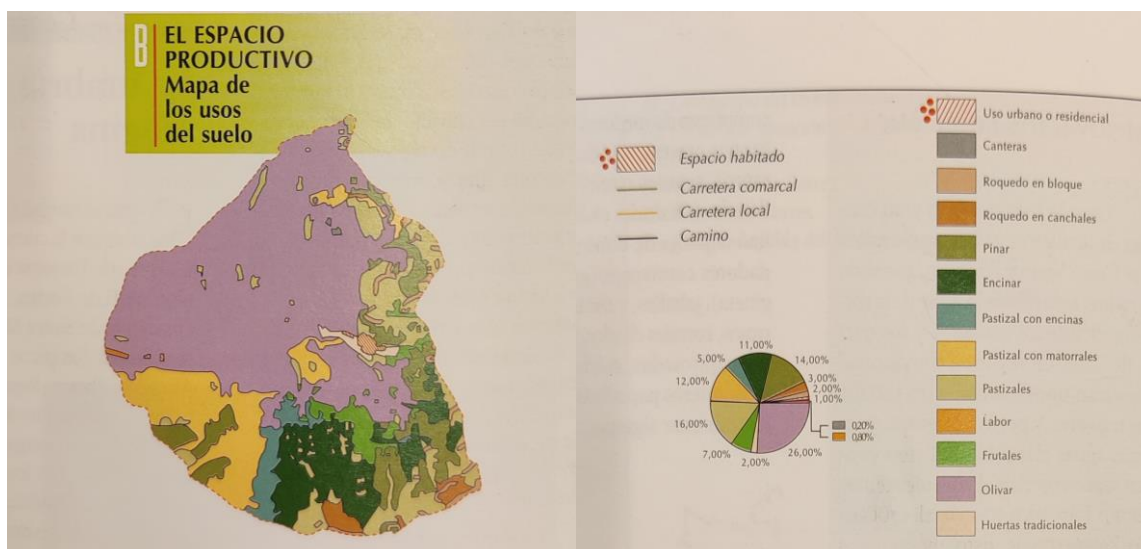 B
EL ESPACIO
PRODUCTIVO
Mapa de
los usos
del suelo
Espacio habitado
Carretera comarcal
Carretera local
Camino
11,00%
5,00%
14,00%
12,00%
3,00%
2,00%
1,00%
16,00%
0,20%
0,80%
7,00%
2,00%
26,00%
Uso urbano o residencial
Canteras
Roquedo en bloque
Roquedo en canchales
Pinar
Encinar
Pastizal con encinas
Pastizal con matorrales
Pastizales
Labor
Frutales
Olivar
Huertas tradicionales